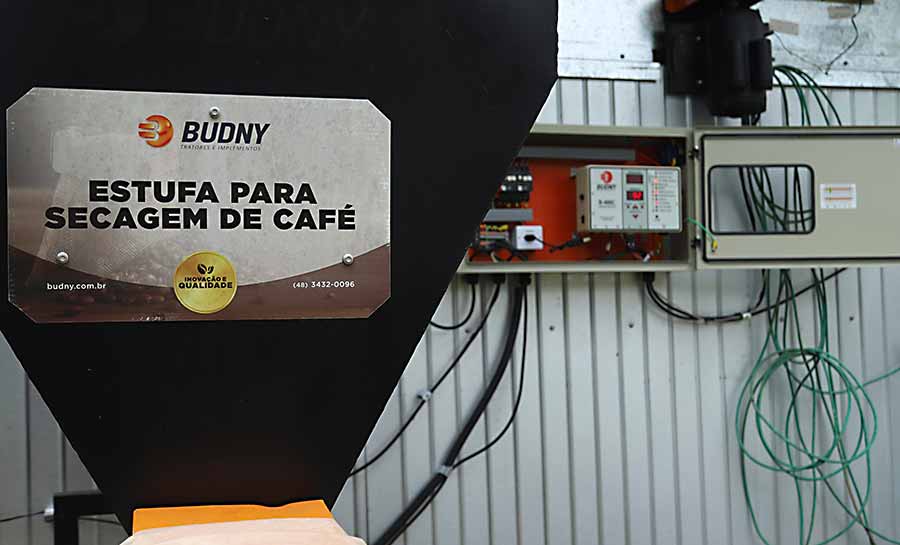 BUDNY
TRATORES E IMPLEMENTOS
ESTUFA PARA
SECAGEM DE CAFÉ
INOVAÇÃO E
QUALIDADE
budny.com.br
(48) 3432-0096
BUDNY